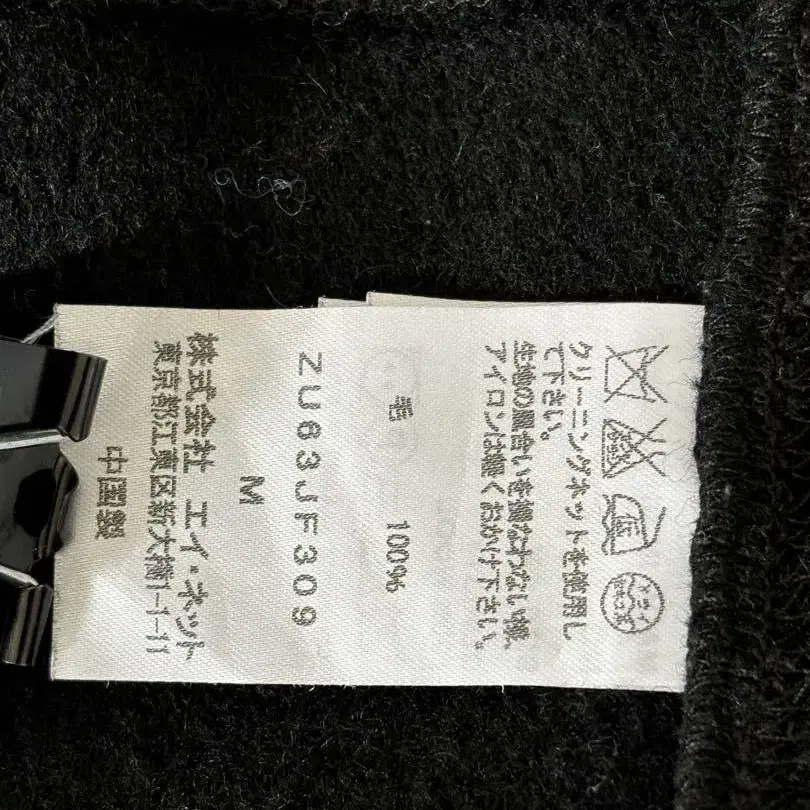 クリーニングネットを使用し
て下さい。
生地の風合いを損なわない様、
アイロンは軽くおかけ下さい。
毛 100%
ZU63JF309
M
株式会社 エイ・ネット
東京都江東区新大橋1-1-11
中国製